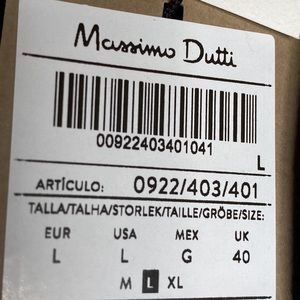 Massimo Dutti
00922403401041
L
ARTÍCULO: 0922/403/401
TALLA/TALHA/STORLEK/TAILLE/GRÖBE/SIZE:
EUR USA MEX UK
L L G 40
M L XL